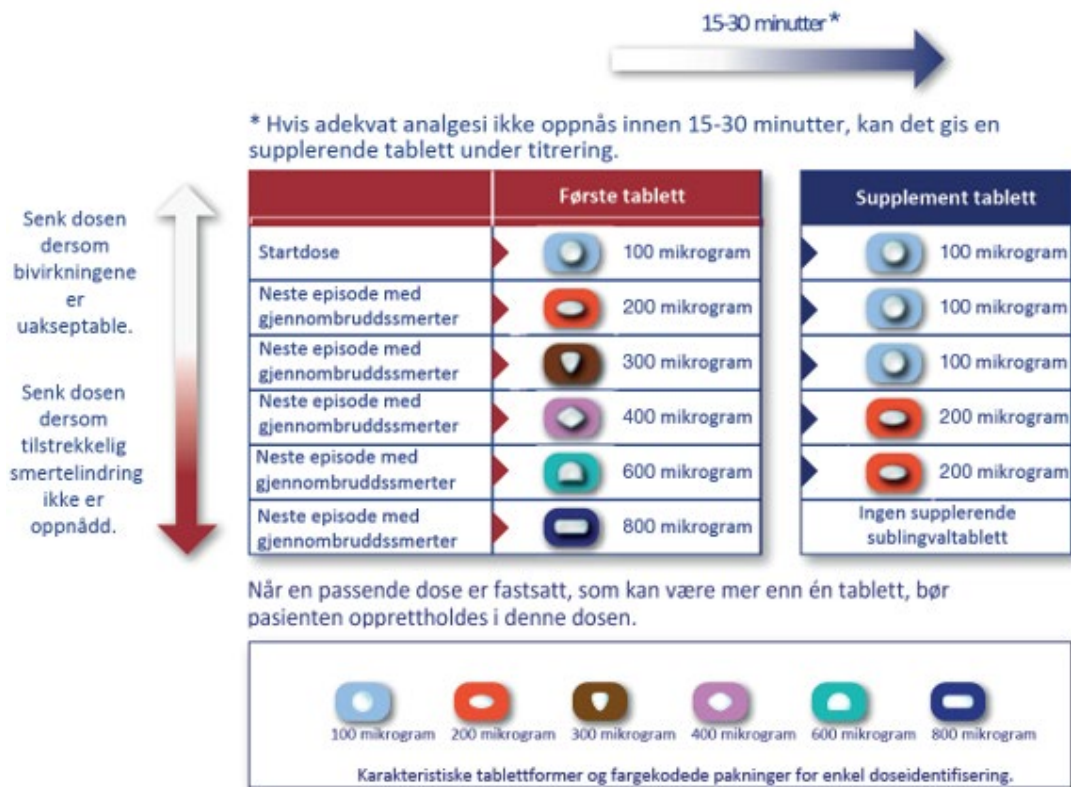 15-30 minutter *
* Hvis adekvat analgesi ikke oppnås innen 15-30 minutter, kan det gis en
supplerende tablett under titrering.
Senk dosen
dersom
bivirkningene
er
uakseptable.
Senk dosen
dersom
tilstrekkelig
smertelindring
ikke er
oppnådd.
Første tablett
Supplement tablett
Startdose
100 mikrogram
100 mikrogram
Neste episode med
gjennombruddssmerter
200 mikrogram
100 mikrogram
Neste episode med
gjennombruddssmerter
300 mikrogram
100 mikrogram
Neste episode med
gjennombruddssmerter
400 mikrogram
200 mikrogram
Neste episode med
gjennombruddssmerter
600 mikrogram
200 mikrogram
Neste episode med
gjennombruddssmerter
800 mikrogram
Ingen supplerende
sublingvaltablett
Når en passende dose er fastsatt, som kan være mer enn én tablett, bør
pasienten opprettholdes i denne dosen.
100 mikrogram 200 mikrogram 300 mikrogram 400 mikrogram 600 mikrogram 800 mikrogram
Karakteristiske tablettformer og fargekodede pakninger for enkel doseidentifisering.